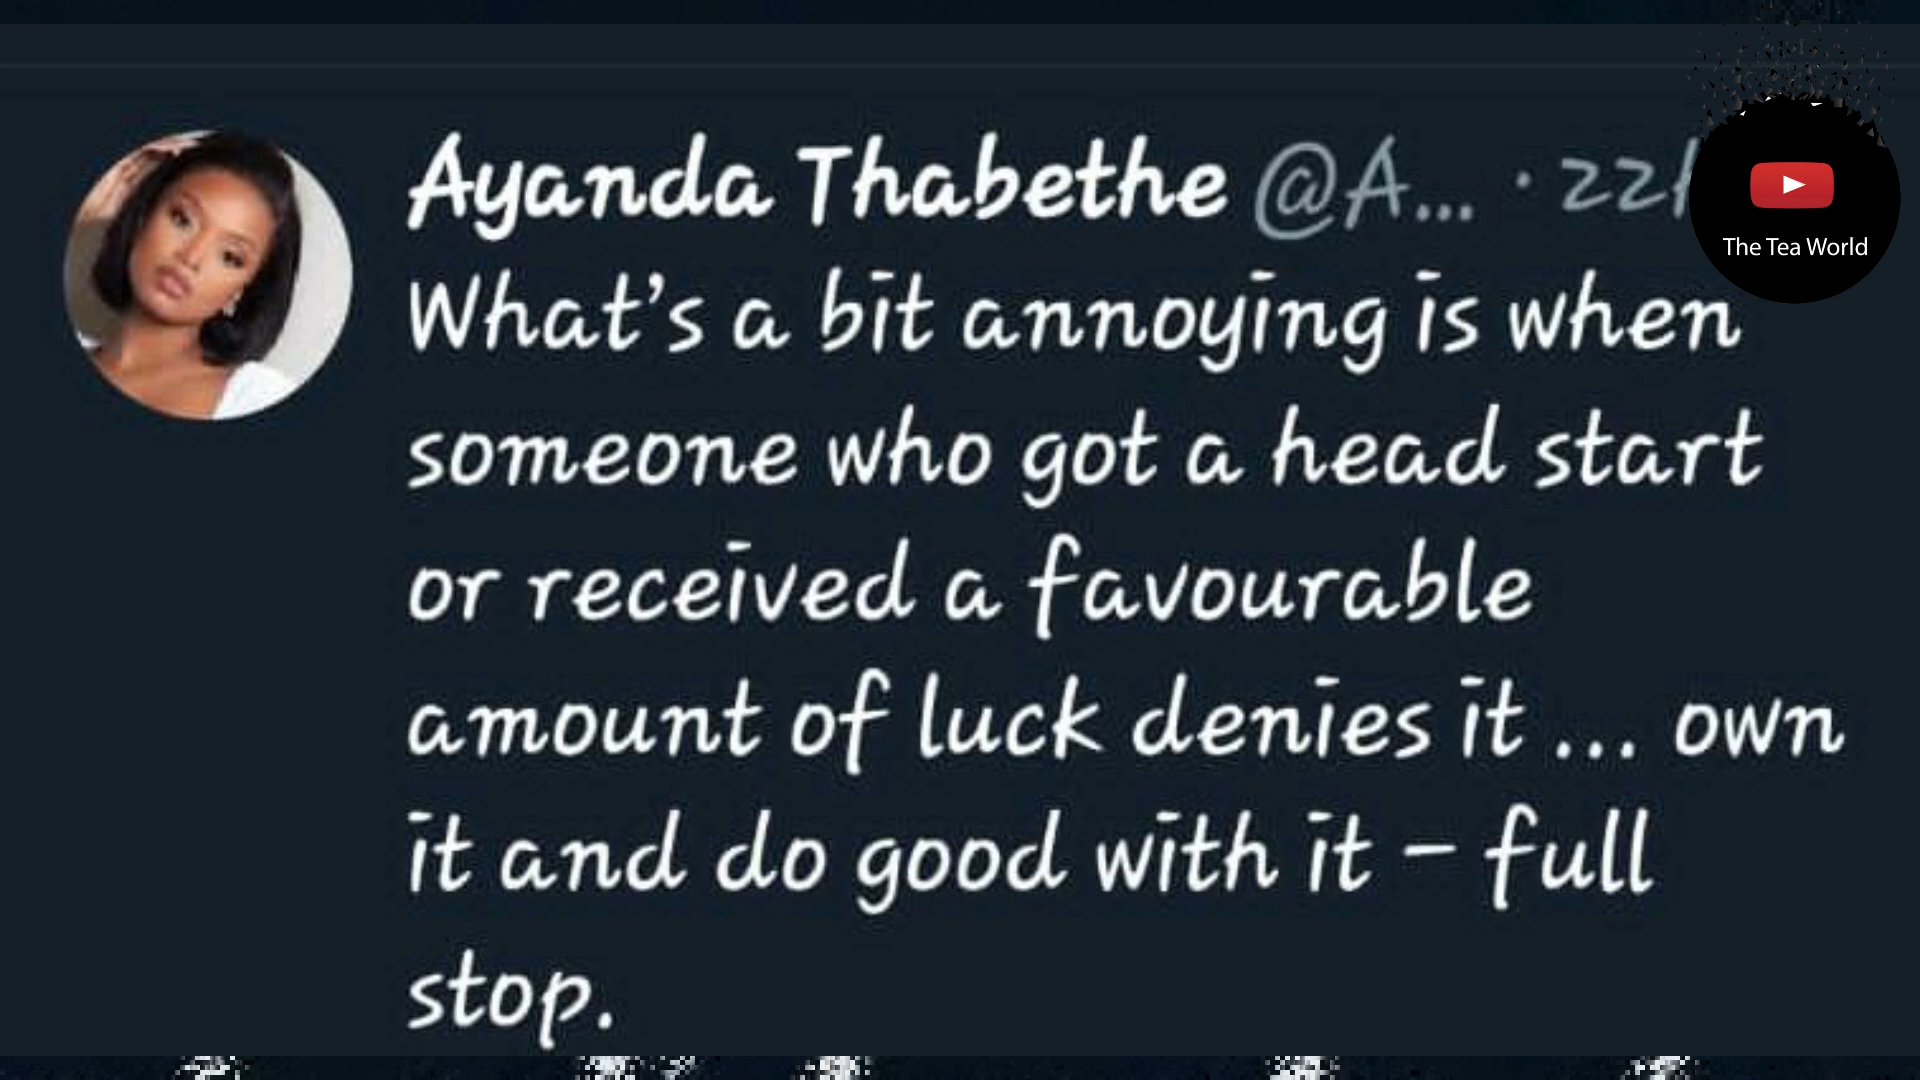 Ayanda Thabethe @A... · 22h
The Tea World
What's a bit annoying is when
someone who got a head start
or received a favourable
amount of luck denies it ... own
it and do good with it – full
stop.